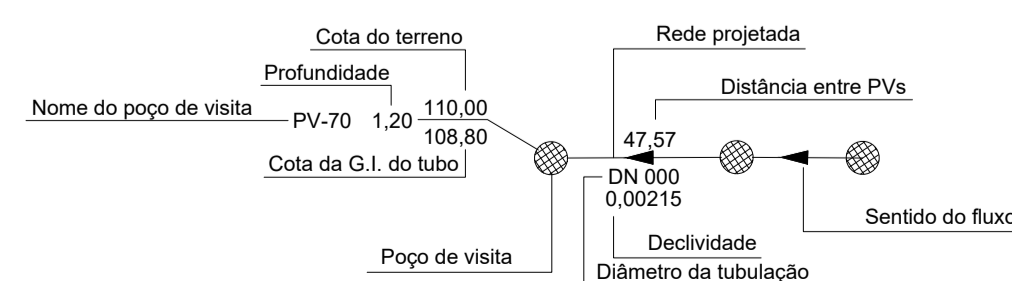 Cota do terreno
Rede projetada
Profundidade
Distância entre PVs
Nome do poço de visita
PV-70 1,20 110,00
108,80
47,57
Cota da G.I. do tubo
DN 000
0,00215
Sentido do fluxo
Declividade
Poço de visita
Diâmetro da tubulação